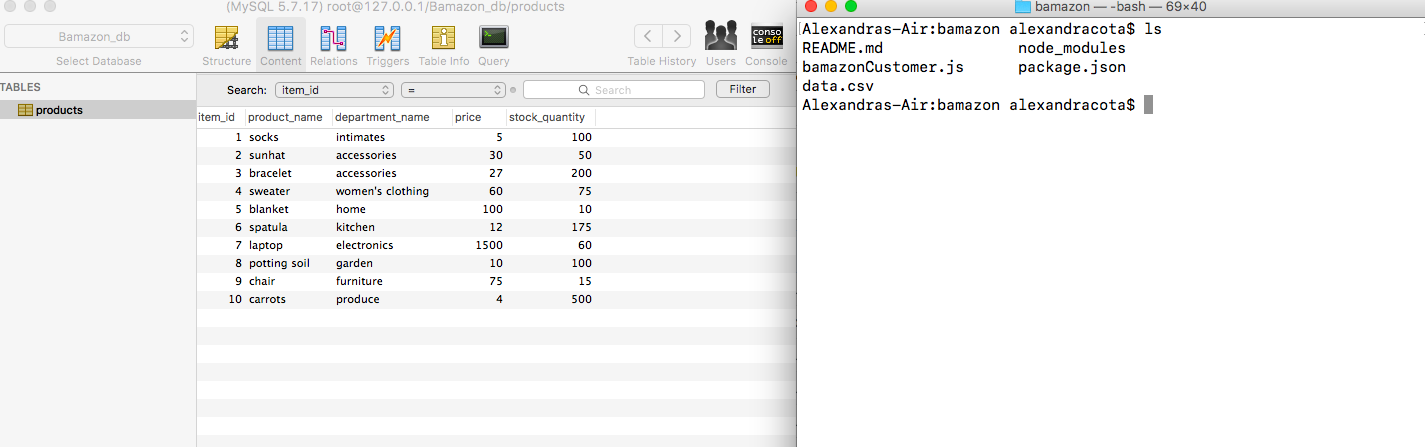 (MySQL 5.7.17) root@127.0.0.1/Bamazon_db/products
Bamazon_db
Select Database
Structure Content Relations Triggers Table Info Query
Table History Users Console
conso
le off
TABLES
products
Search: item_id = Search Filter
item_id product_name department_name price stock_quantity
1 socks intimates 5 100
2 sunhat accessories 30 50
3 bracelet accessories 27 200
4 sweater women's clothing 60 75
5 blanket home 100 10
6 spatula kitchen 12 175
7 laptop electronics 1500 60
8 potting soil garden 10 100
9 chair furniture 75 15
10 carrots produce 4 500
bamazon — -bash — 69×40
[Alexandras-Air:bamazon alexandracota$ ls
README.md node_modules
bamazonCustomer.js package.json
data.csv
Alexandras-Air:bamazon alexandracota$